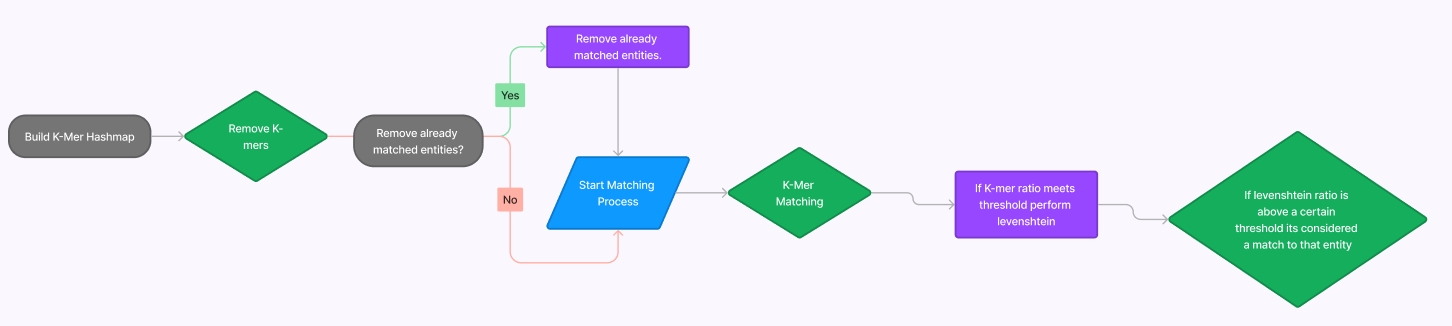 Build K-Mer Hashmap
Remove K-
mers
Remove already
matched entities?
Yes
No
Remove already
matched entities.
Start Matching
Process
K-Mer
Matching
If K-mer ratio meets
threshold perform
levenshtein
If levenshtein ratio is
above a certain
threshold its considered
a match to that entity